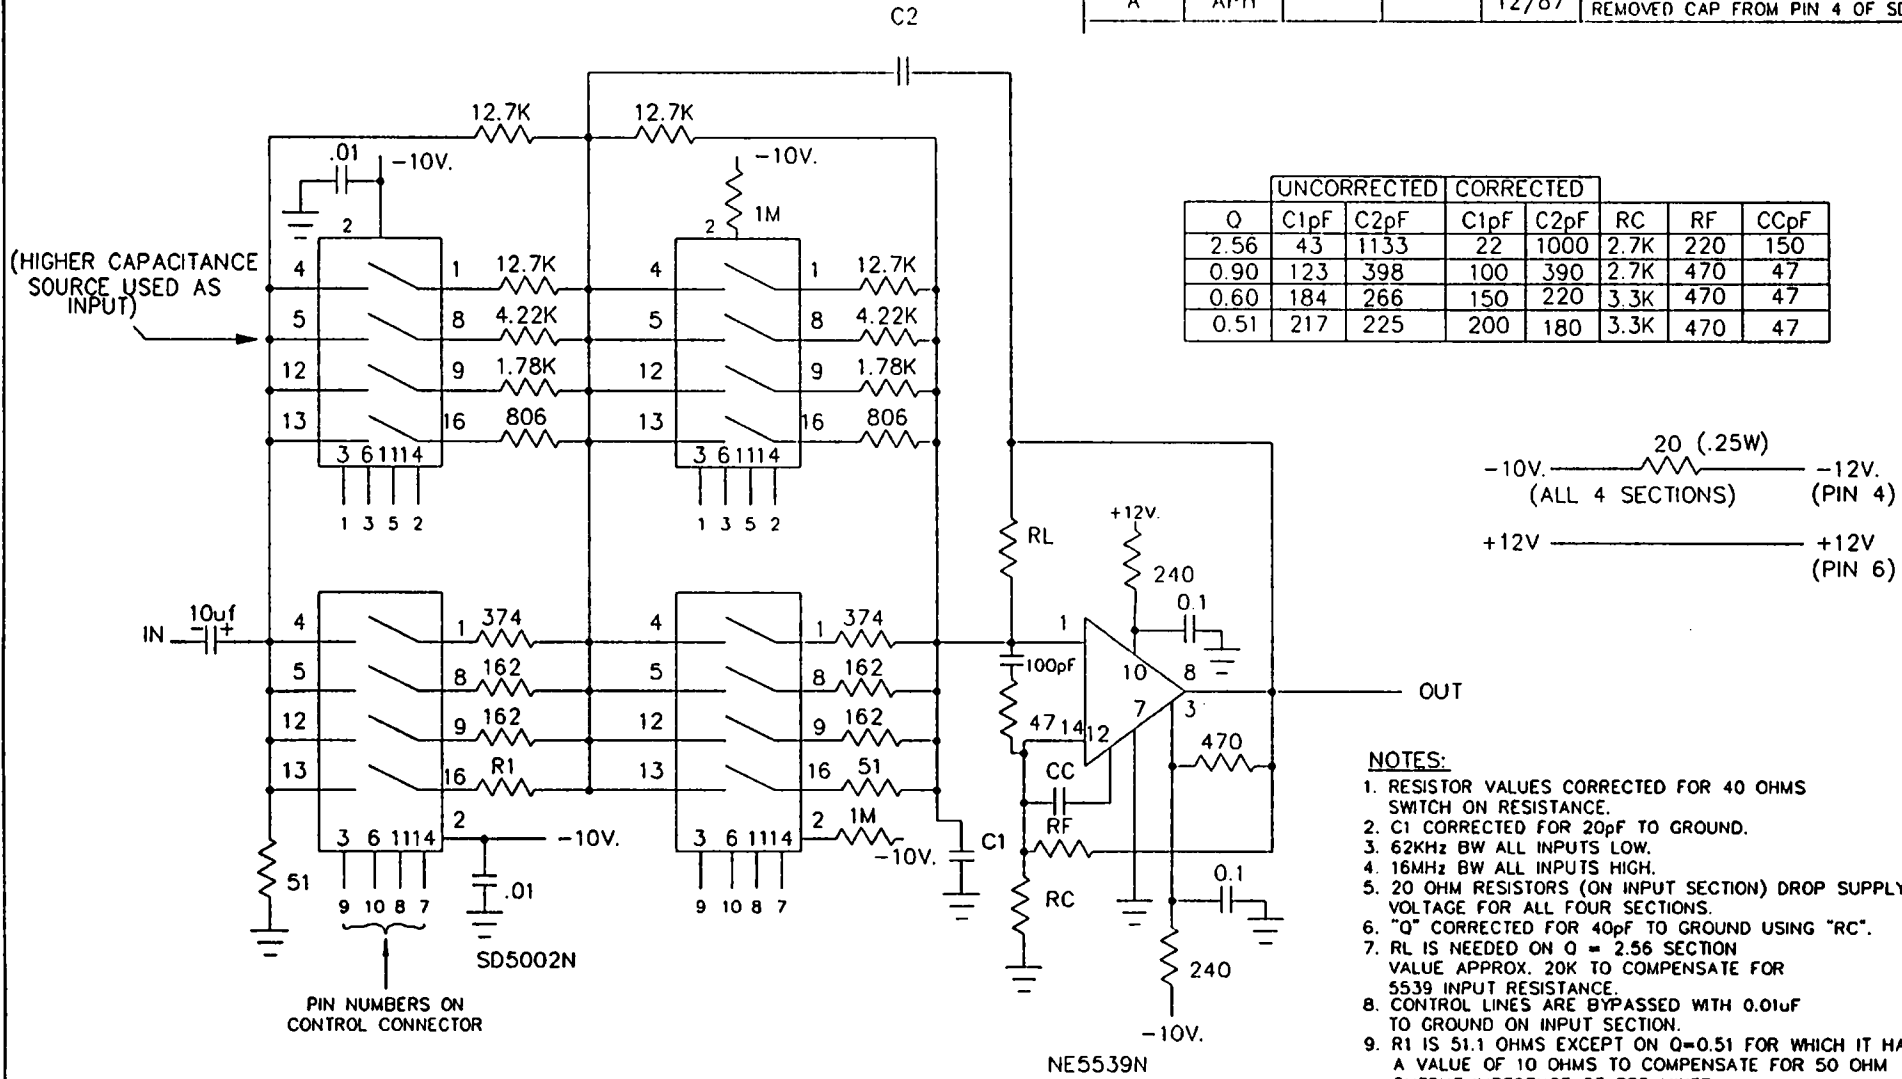 C2
A
12/87
REMOVED CAP FROM PIN 4 OF
12.7K
12.7K
.01
-10V.
-10V.
1M
2
2
(HIGHER CAPACITANCE
SOURCE USED AS
INPUT)
4 1 12.7K 4 1 12.7K
5 8 4.22K 5 8 4.22K
12 9 1.78K 12 9 1.78K
13 16 806 13 16 806
3 6 11 14
3 6 11 14
1 3 5 2
1 3 5 2
UNCORRECTED CORRECTED
Q C1pF C2pF C1pF C2pF RC RF CCpF
2.56 43 1133 22 1000 2.7K 220 150
0.90 123 398 100 390 2.7K 470 47
0.60 184 266 150 220 3.3K 470 47
0.51 217 225 200 180 3.3K 470 47
20 (.25W)
-10V. -12V.
(ALL 4 SECTIONS) (PIN 4)
+12V +12V
(PIN 6)
RL
+12V.
240
0.1
IN
10uf
+
4 1 374 4 1 374
5 8 162 5 8 162
12 9 162 12 9 162
13 16 R1 13 16 51
2 -10V.
2 1M
-10V.
3 6 11 14
3 6 11 14
9 10 8 7
9 10 8 7
51
.01
SD5002N
PIN NUMBERS ON
CONTROL CONNECTOR
C1
1
100pF
47
14
12
10
7
8
3
OUT
470
CC
RF
RC
0.1
240
-10V.
NE5539N
NOTES:
1. RESISTOR VALUES CORRECTED FOR 40 OHMS
SWITCH ON RESISTANCE.
2. C1 CORRECTED FOR 20pF TO GROUND.
3. 62KHz BW ALL INPUTS LOW.
4. 16MHz BW ALL INPUTS HIGH.
5. 20 OHM RESISTORS (ON INPUT SECTION) DROP SUPPLY
VOLTAGE FOR ALL FOUR SECTIONS.
6. "Q" CORRECTED FOR 40pF TO GROUND USING "RC".
7. RL IS NEEDED ON Q = 2.56 SECTION
VALUE APPROX. 20K TO COMPENSATE FOR
5539 INPUT RESISTANCE.
8. CONTROL LINES ARE BYPASSED WITH 0.01uF
TO GROUND ON INPUT SECTION.
9. R1 IS 51.1 OHMS EXCEPT ON Q=0.51 FOR WHICH IT
A VALUE OF 10 OHMS TO COMPENSATE FOR 50 OHM